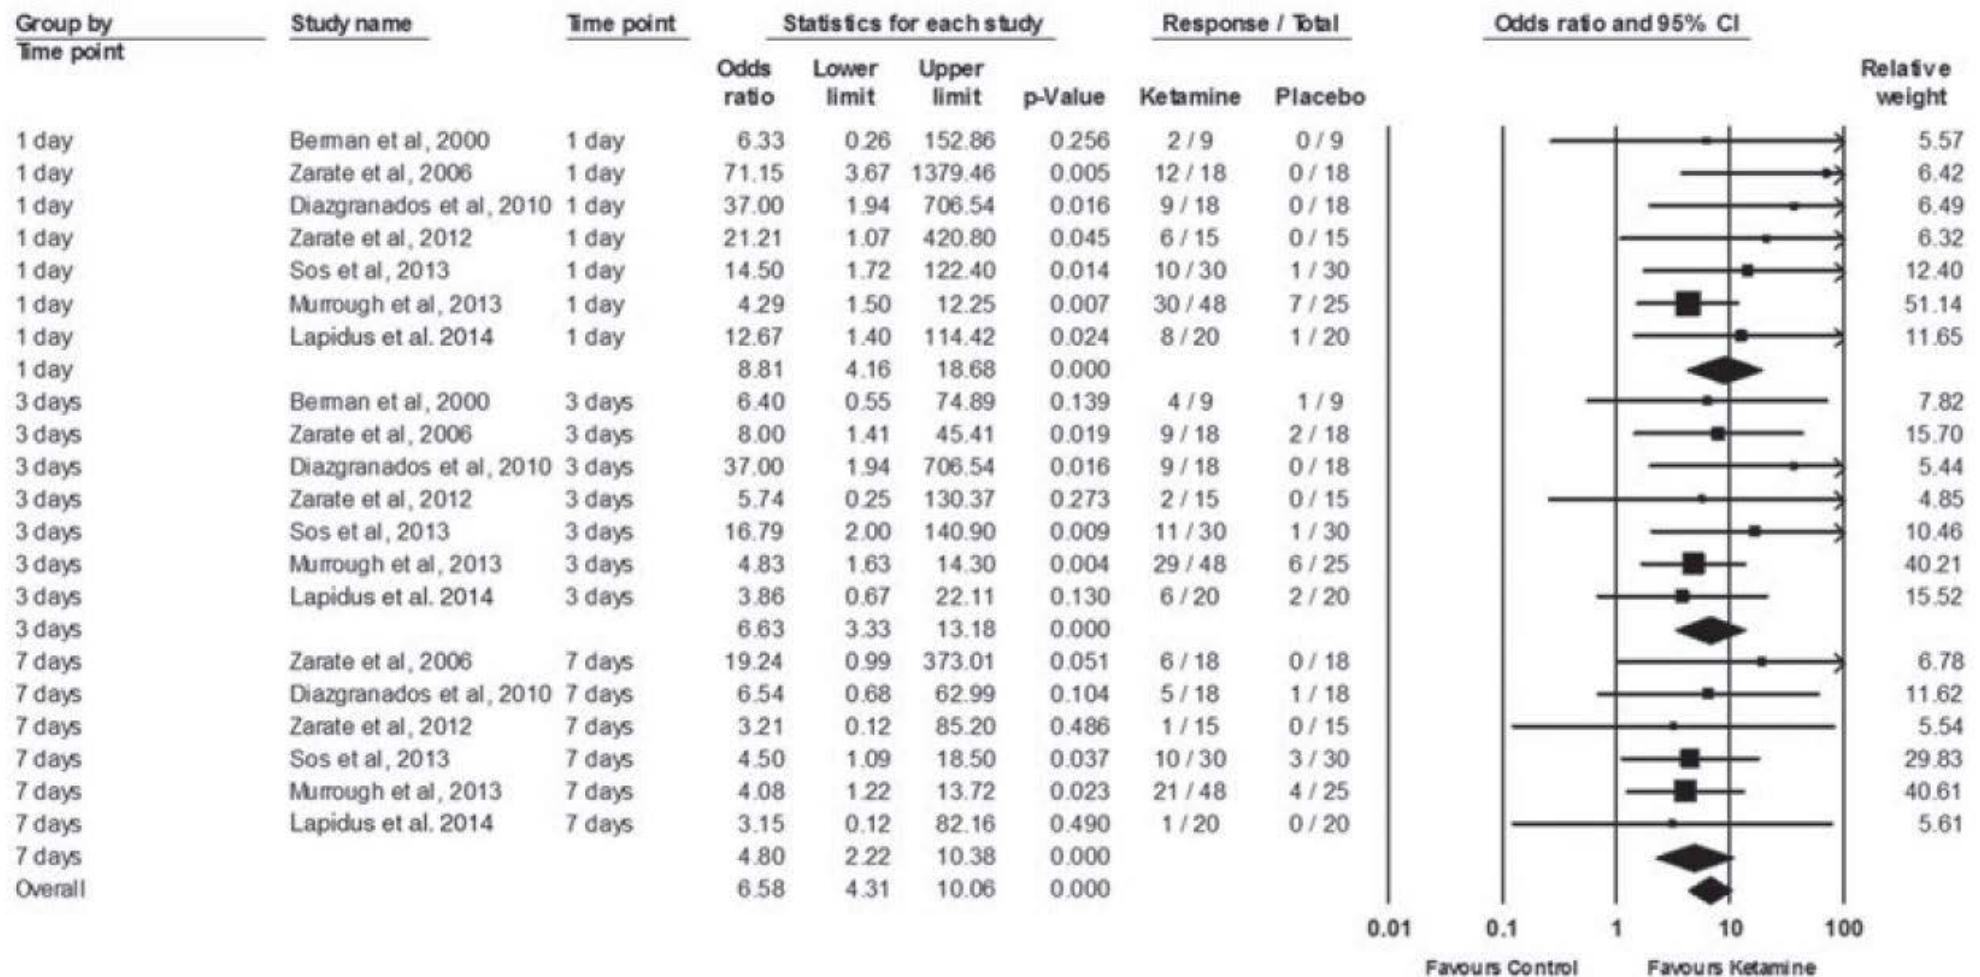 Group by Study name Time point Statistics for each study Response / Total Odds ratio and 95% CI
Time point
Odds Lower Upper Relative
ratio limit limit p-Value Ketamine Placebo weight
1 day Berman et al, 2000 1 day 6.33 0.26 152.86 0.256 2 / 9 0 / 9 5.57
1 day Zarate et al, 2006 1 day 71.15 3.67 1379.46 0.005 12 / 18 0 / 18 6.42
1 day Diazgranados et al, 2010 1 day 37.00 1.94 706.54 0.016 9 / 18 0 / 18 6.49
1 day Zarate et al, 2012 1 day 21.21 1.07 420.80 0.045 6 / 15 0 / 15 6.32
1 day Sos et al, 2013 1 day 14.50 1.72 122.40 0.014 10 / 30 1 / 30 12.40
1 day Murrough et al, 2013 1 day 4.29 1.50 12.25 0.007 30 / 48 7 / 25 51.14
1 day Lapidus et al. 2014 1 day 12.67 1.40 114.42 0.024 8 / 20 1 / 20 11.65
1 day 8.81 4.16 18.68 0.000
3 days Berman et al, 2000 3 days 6.40 0.55 74.89 0.139 4 / 9 1 / 9 7.82
3 days Zarate et al, 2006 3 days 8.00 1.41 45.41 0.019 9 / 18 2 / 18 15.70
3 days Diazgranados et al, 2010 3 days 37.00 1.94 706.54 0.016 9 / 18 0 / 18 5.44
3 days Zarate et al, 2012 3 days 5.74 0.25 130.37 0.273 2 / 15 0 / 15 4.85
3 days Sos et al, 2013 3 days 16.79 2.00 140.90 0.009 11 / 30 1 / 30 10.46
3 days Murrough et al, 2013 3 days 4.83 1.63 14.30 0.004 29 / 48 6 / 25 40.21
3 days Lapidus et al. 2014 3 days 3.86 0.67 22.11 0.130 6 / 20 2 / 20 15.52
3 days 6.63 3.33 13.18 0.000
7 days Zarate et al, 2006 7 days 19.24 0.99 373.01 0.051 6 / 18 0 / 18 6.78
7 days Diazgranados et al, 2010 7 days 6.54 0.68 62.99 0.104 5 / 18 1 / 18 11.62
7 days Zarate et al, 2012 7 days 3.21 0.12 85.20 0.486 1 / 15 0 / 15 5.54
7 days Sos et al, 2013 7 days 4.50 1.09 18.50 0.037 10 / 30 3 / 30 29.83
7 days Murrough et al, 2013 7 days 4.08 1.22 13.72 0.023 21 / 48 4 / 25 40.61
7 days Lapidus et al. 2014 7 days 3.15 0.12 82.16 0.490 1 / 20 0 / 20 5.61
7 days 4.80 2.22 10.38 0.000
Overall 6.58 4.31 10.06 0.000
0.01 0.1 1 10 100
Favours Control Favours Ketamine